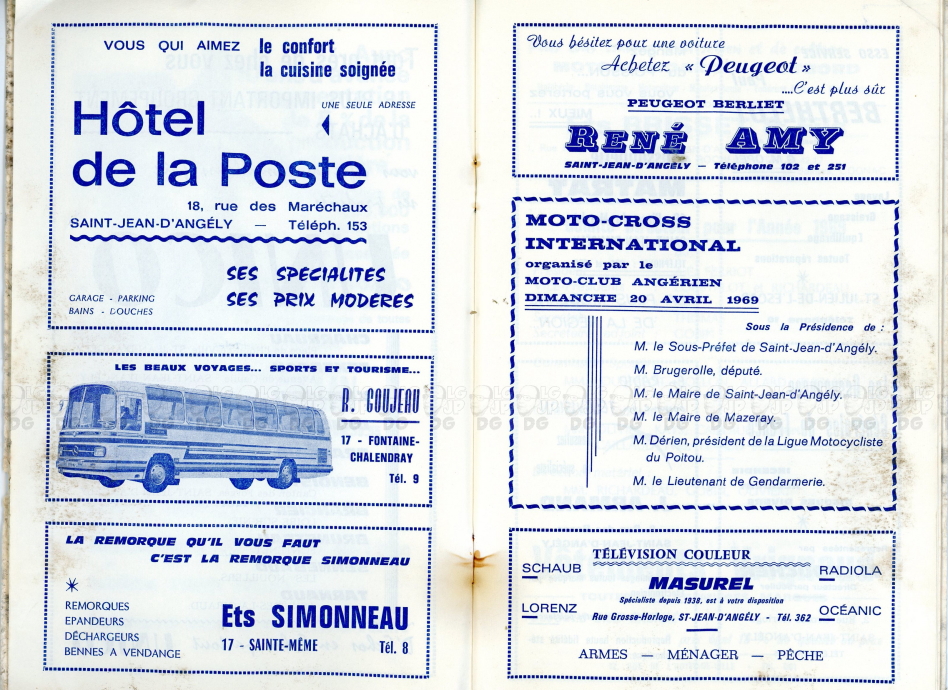 VOUS QUI AIMEZ le confort
la cuisine soignée
UNE SEULE ADRESSE
Hôtel
de la Poste
18, rue des Maréchaux
SAINT-JEAN-D'ANGÉLY — Téléph. 153
SES SPECIALITES
SES PRIX MODERES
GARAGE - PARKING
BAINS - DOUCHES
LES BEAUX VOYAGES... SPORTS ET TOURISME...
R. COUJEAU
17 - FONTAINE-
CHALENDRAY
Tél. 9
LA REMORQUE QU'IL VOUS FAUT
C'EST LA REMORQUE SIMONNEAU
REMORQUES
EPANDEURS
DÉCHARGEURS
BENNES A VENDANGE
Ets SIMONNEAU
17 - SAINTE-MÊME Tél. 8
Vous hésitez pour une voiture
Achetez « Peugeot »
....C'est plus sûr
PEUGEOT BERLIET
RENÉ AMY
SAINT-JEAN-D'ANGÉLY — Téléphone 102 et 251
MOTO-CROSS
INTERNATIONAL
organisé par le
MOTO-CLUB ANGÉRIEN
DIMANCHE 20 AVRIL 1969
Sous la Présidence de :
M. le Sous-Préfet de Saint-Jean-d'Angély.
M. Brugerolle, député.
M. le Maire de Saint-Jean-d'Angély.
M. le Maire de Mazeray.
M. Dérien, président de la Ligue Motocycliste
du Poitou.
M. le Lieutenant de Gendarmerie.
TÉLÉVISION COULEUR
SCHAUB
RADIOLA
MASUREL
Spécialiste depuis 1938, est à votre disposition
LORENZ
OCÉANIC
Rue Grosse-Horloge, ST-JEAN-D'ANGÉLY - Tél. 362
ARMES — MÉNAGER — PÊCHE